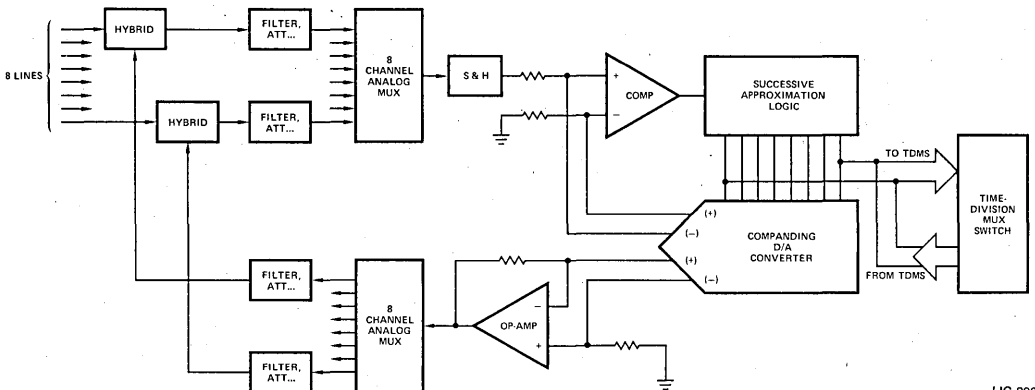 8 LINES
HYBRID
HYBRID
FILTER,
ATT...
FILTER,
ATT...
8
CHANNEL
ANALOG
MUX
S & H
+
−
COMP
SUCCESSIVE
APPROXIMATION
LOGIC
TO TDMS
FROM TDMS
TIME-
DIVISION
MUX
SWITCH
(+)
(−)
(+)
(−)
COMPANDING
D/A
CONVERTER
−
+
OP-AMP
8
CHANNEL
ANALOG
MUX
FILTER,
ATT...
FILTER,
ATT...